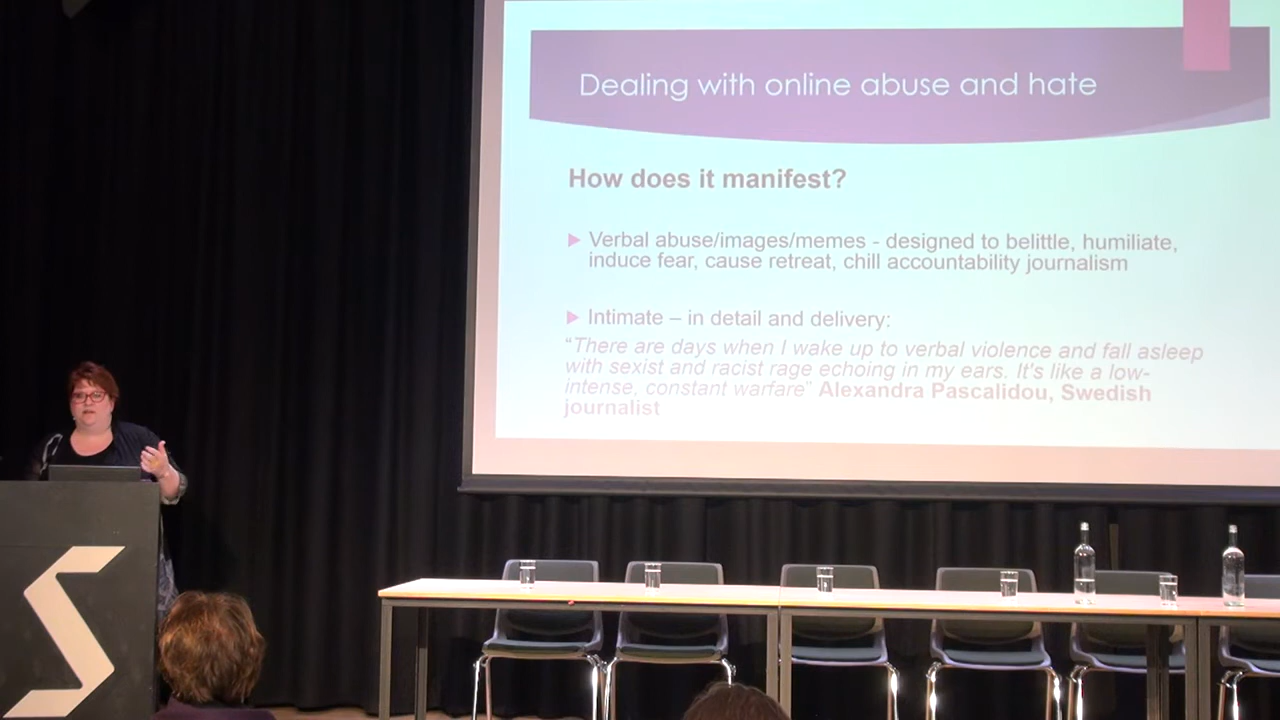 Dealing with online abuse and hate
How does it manifest?
Verbal abuse/images/memes - designed to belittle, humiliate,
induce fear, cause retreat, chill accountability journalism
Intimate – in detail and delivery:
“There are days when I wake up to verbal violence and fall asleep
with sexist and racist rage echoing in my ears. It's like a low-
intense, constant warfare” Alexandra Pascalidou, Swedish
journalist